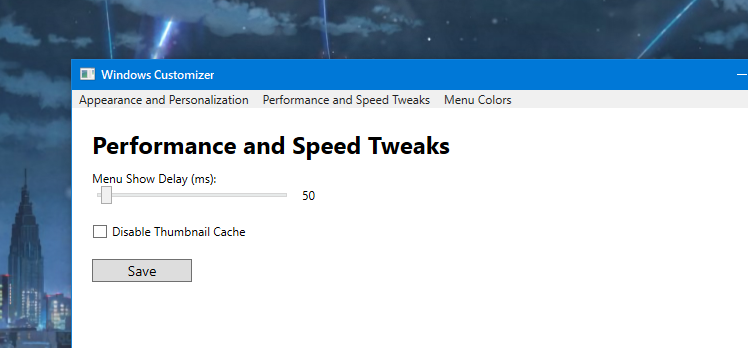 Windows Customizer
Appearance and Personalization Performance and Speed Tweaks Menu Colors
Performance and Speed Tweaks
Menu Show Delay (ms):
50
Disable Thumbnail Cache
Save